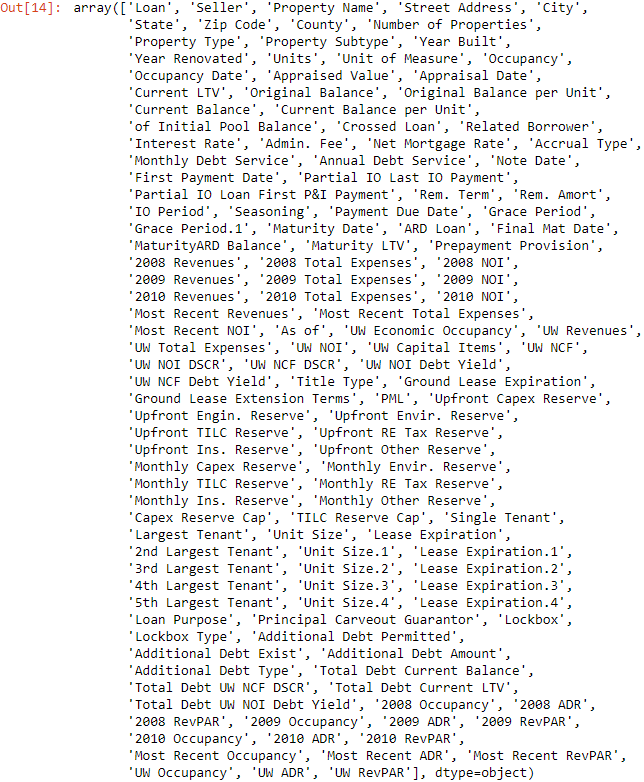 Out[14]: array(['Loan', 'Seller', 'Property Name', 'Street Address', 'City',
'State', 'Zip Code', 'County', 'Number of Properties',
'Property Type', 'Property Subtype', 'Year Built',
'Year Renovated', 'Units', 'Unit of Measure', 'Occupancy',
'Occupancy Date', 'Appraised Value', 'Appraisal Date',
'Current LTV', 'Original Balance', 'Original Balance per Unit',
'Current Balance', 'Current Balance per Unit',
'of Initial Pool Balance', 'Crossed Loan', 'Related Borrower',
'Interest Rate', 'Admin. Fee', 'Net Mortgage Rate', 'Accrual Type',
'Monthly Debt Service', 'Annual Debt Service', 'Note Date',
'First Payment Date', 'Partial IO Last IO Payment',
'Partial IO Loan First P&I Payment', 'Rem. Term', 'Rem. Amort',
'IO Period', 'Seasoning', 'Payment Due Date', 'Grace Period',
'Grace Period.1', 'Maturity Date', 'ARD Loan', 'Final Mat Date',
'MaturityARD Balance', 'Maturity LTV', 'Prepayment Provision',
'2008 Revenues', '2008 Total Expenses', '2008 NOI',
'2009 Revenues', '2009 Total Expenses', '2009 NOI',
'2010 Revenues', '2010 Total Expenses', '2010 NOI',
'Most Recent Revenues', 'Most Recent Total Expenses',
'Most Recent NOI', 'As of', 'UW Economic Occupancy', 'UW Revenues',
'UW Total Expenses', 'UW NOI', 'UW Capital Items', 'UW NCF',
'UW NOI DSCR', 'UW NCF DSCR', 'UW NOI Debt Yield',
'UW NCF Debt Yield', 'Title Type', 'Ground Lease Expiration',
'Ground Lease Extension Terms', 'PML', 'Upfront Capex Reserve',
'Upfront Engin. Reserve', 'Upfront Envir. Reserve',
'Upfront TILC Reserve', 'Upfront RE Tax Reserve',
'Upfront Ins. Reserve', 'Upfront Other Reserve',
'Monthly Capex Reserve', 'Monthly Envir. Reserve',
'Monthly TILC Reserve', 'Monthly RE Tax Reserve',
'Monthly Ins. Reserve', 'Monthly Other Reserve',
'Capex Reserve Cap', 'TILC Reserve Cap', 'Single Tenant',
'Largest Tenant', 'Unit Size', 'Lease Expiration',
'2nd Largest Tenant', 'Unit Size.1', 'Lease Expiration.1',
'3rd Largest Tenant', 'Unit Size.2', 'Lease Expiration.2',
'4th Largest Tenant', 'Unit Size.3', 'Lease Expiration.3',
'5th Largest Tenant', 'Unit Size.4', 'Lease Expiration.4',
'Loan Purpose', 'Principal Carveout Guarantor', 'Lockbox',
'Lockbox Type', 'Additional Debt Permitted',
'Additional Debt Exist', 'Additional Debt Amount',
'Additional Debt Type', 'Total Debt Current Balance',
'Total Debt UW NCF DSCR', 'Total Debt Current LTV',
'Total Debt UW NOI Debt Yield', '2008 Occupancy', '2008 ADR',
'2008 RevPAR', '2009 Occupancy', '2009 ADR', '2009 RevPAR',
'2010 Occupancy', '2010 ADR', '2010 RevPAR',
'Most Recent Occupancy', 'Most Recent ADR', 'Most Recent RevPAR',
'UW Occupancy', 'UW ADR', 'UW RevPAR'], dtype=object)